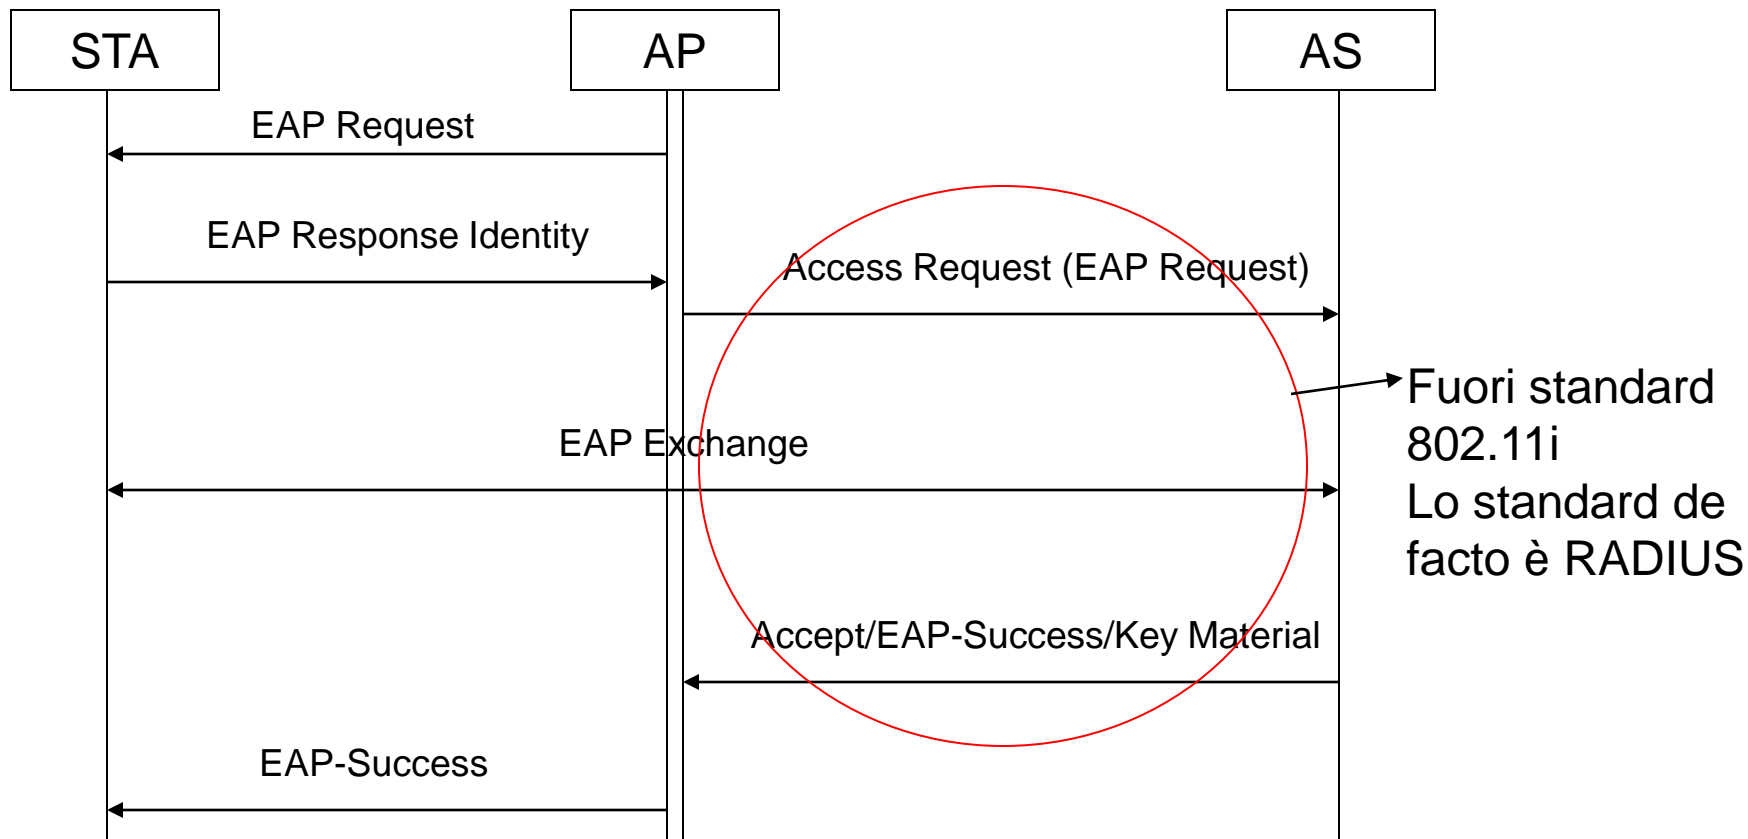 STA
AP
AS
EAP Request
EAP Response Identity
Access Request (EAP Request)
Fuori standard
802.11i
Lo standard de
facto è RADIUS
EAP Exchange
Accept/EAP-Success/Key Material
EAP-Success